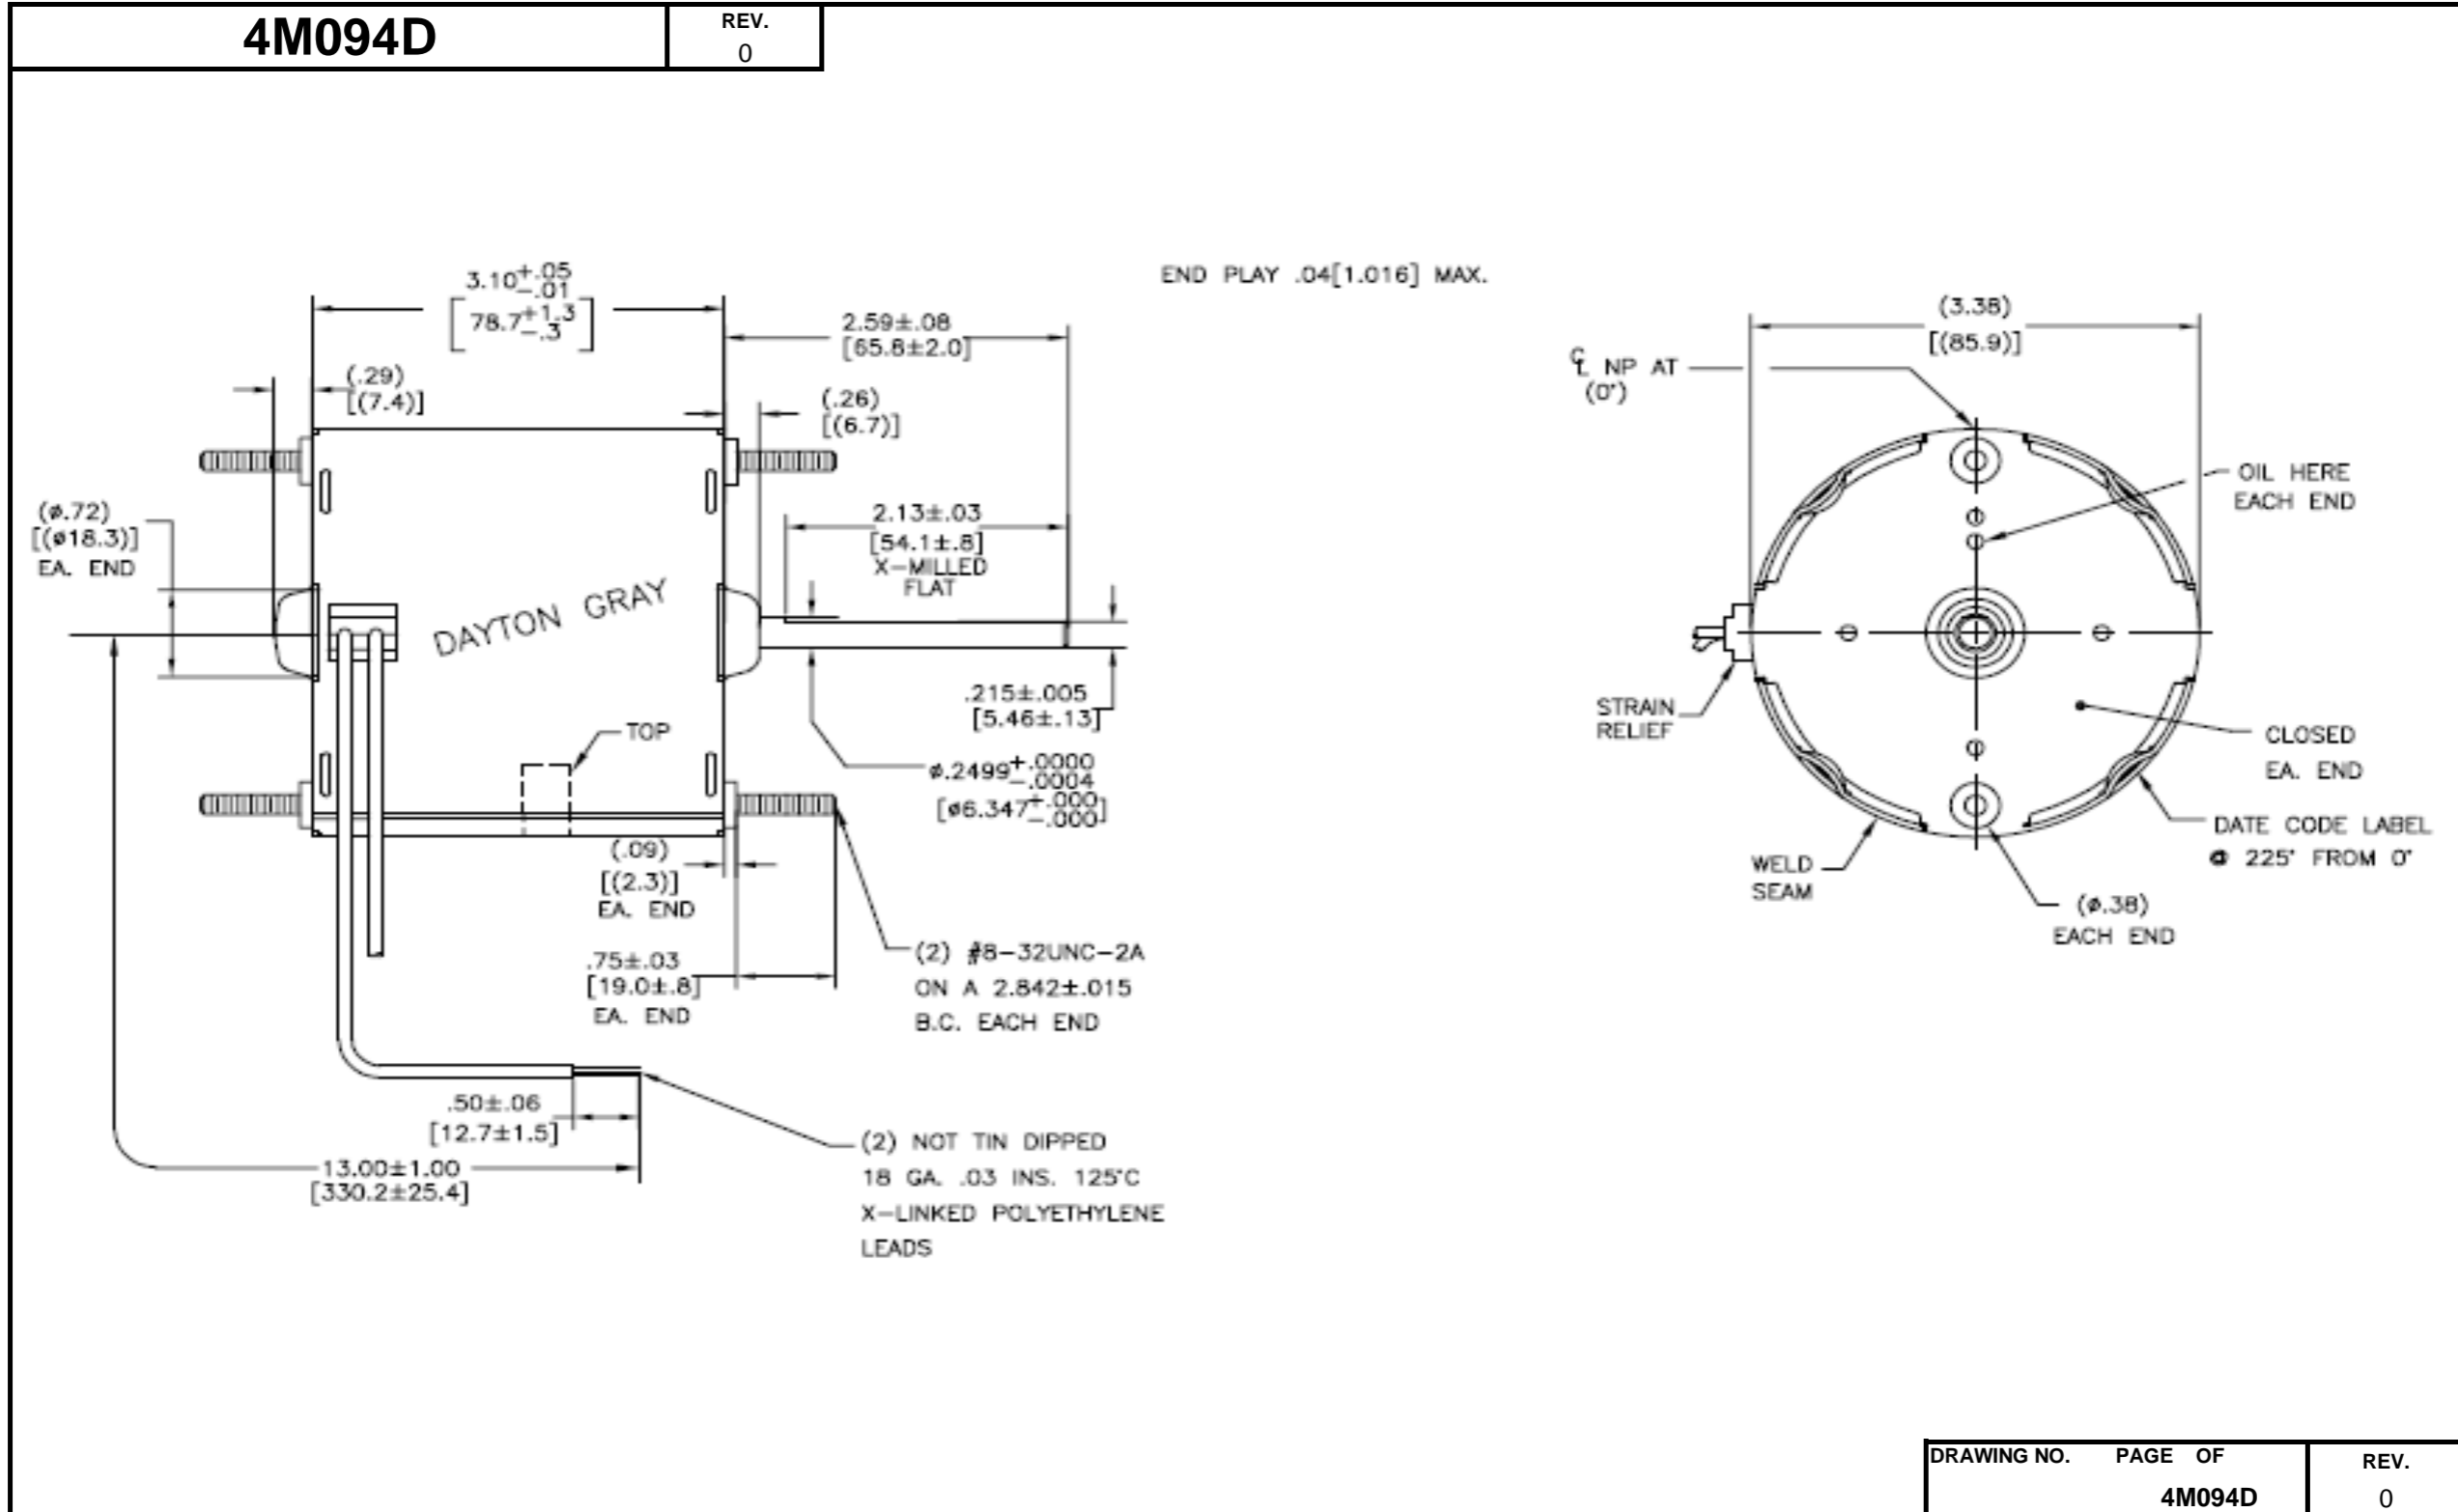 4M094D
REV.
0
3.10+.05
-.01
[78.7+1.3
-.3]
END PLAY .04[1.016] MAX.
2.59±.08
[65.8±2.0]
(.29)
[(7.4)]
(.26)
[(6.7)]
(ø.72)
[(ø18.3)]
EA. END
2.13±.03
[54.1±.8]
X-MILLED
FLAT
DAYTON GRAY
.215±.005
[5.46±.13]
TOP
ø.2499+.0000
-.0004
[ø6.347+.000
-.000]
(.09)
[(2.3)]
EA. END
.75±.03
[19.0±.8]
EA. END
(2) #8-32UNC-2A
ON A 2.842±.015
B.C. EACH END
.50±.06
[12.7±1.5]
13.00±1.00
[330.2±25.4]
(2) NOT TIN DIPPED
18 GA. .03 INS. 125°C
X-LINKED POLYETHYLENE
LEADS
(3.38)
[(85.9)]
℄ NP AT
(0°)
OIL HERE
EACH END
STRAIN
RELIEF
CLOSED
EA. END
DATE CODE LABEL
@ 225° FROM 0°
WELD
SEAM
(ø.38)
EACH END
DRAWING NO. PAGE OF
4M094D
REV.
0